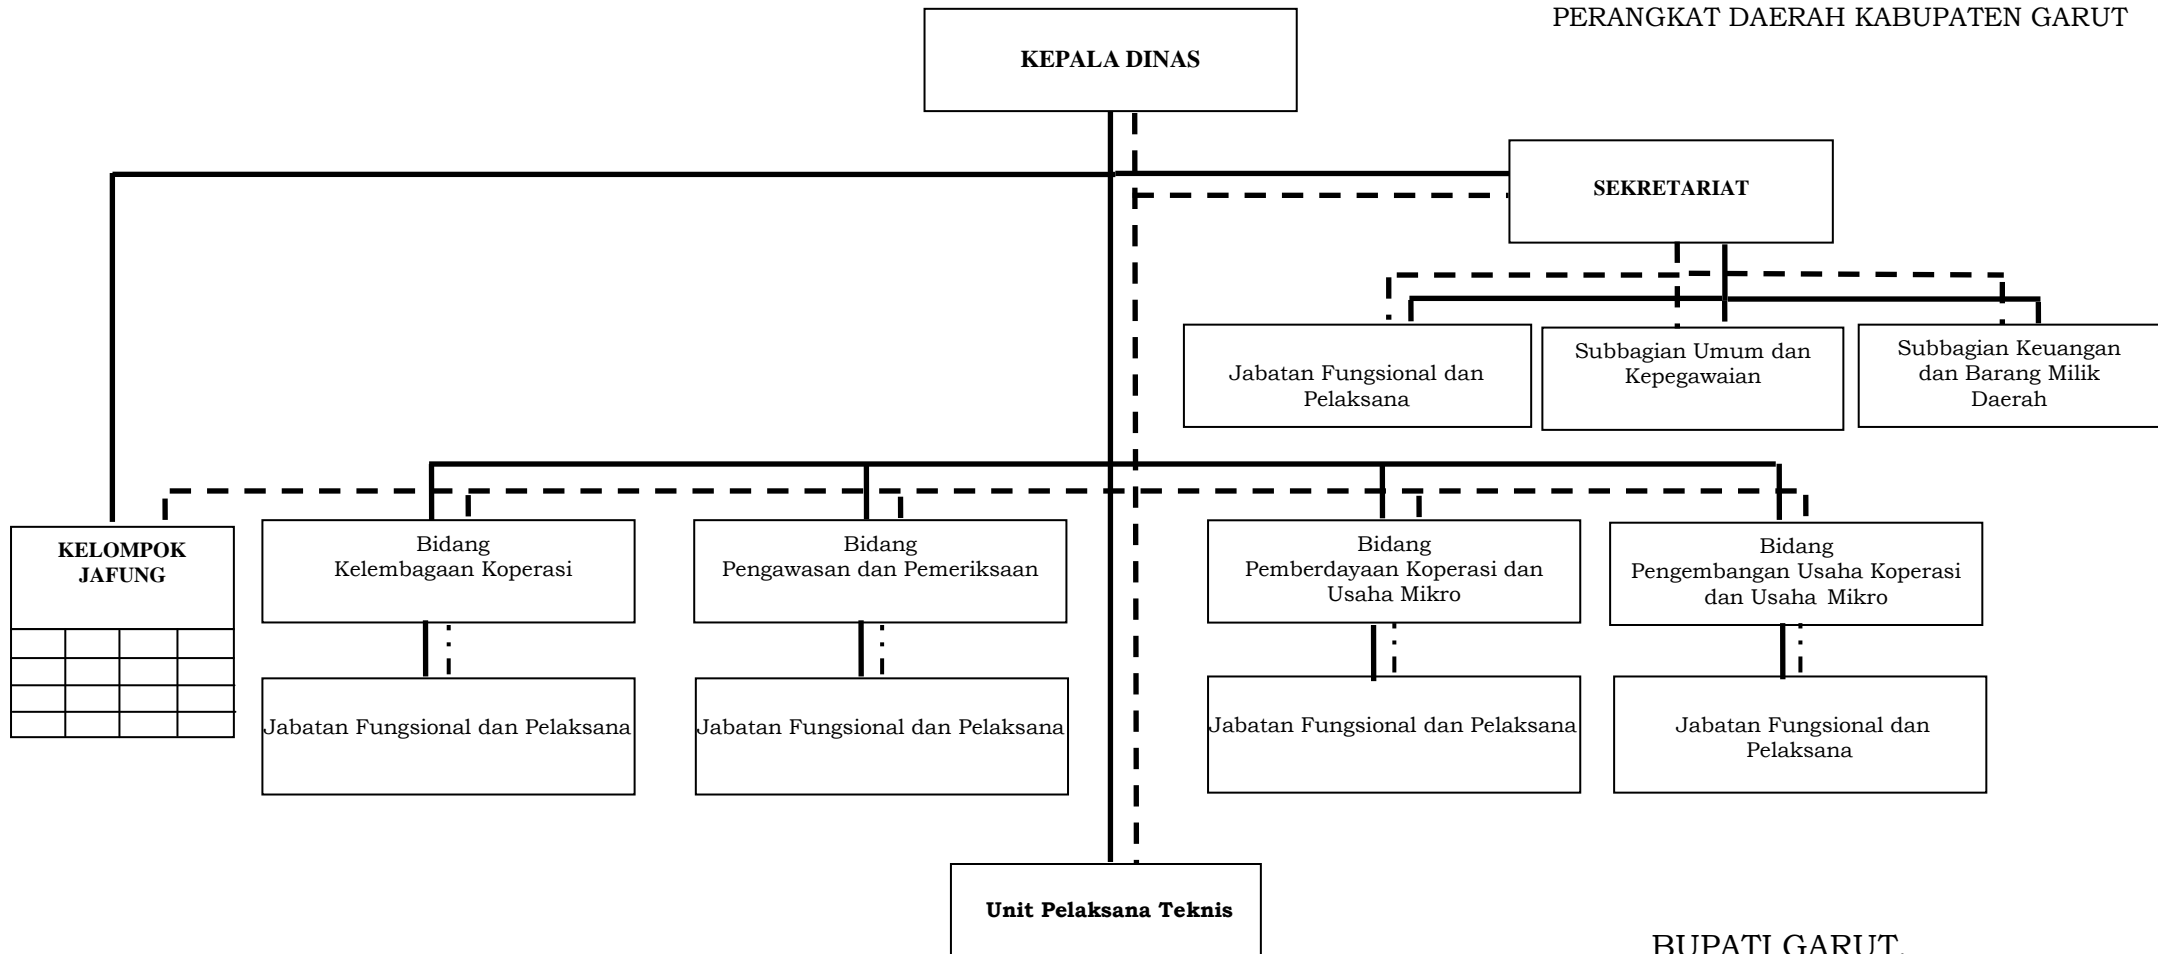 PERANGKAT DAERAH KABUPATEN GARUT
KEPALA DINAS
SEKRETARIAT
Jabatan Fungsional dan
Pelaksana
Subbagian Umum dan
Kepegawaian
Subbagian Keuangan
dan Barang Milik
Daerah
KELOMPOK
JAFUNG
Bidang
Kelembagaan Koperasi
Bidang
Pengawasan dan Pemeriksaan
Bidang
Pemberdayaan Koperasi dan
Usaha Mikro
Bidang
Pengembangan Usaha Koperasi
dan Usaha Mikro
Jabatan Fungsional dan Pelaksana
Jabatan Fungsional dan Pelaksana
Jabatan Fungsional dan Pelaksana
Jabatan Fungsional dan
Pelaksana
Unit Pelaksana Teknis
BUPATI GARUT,